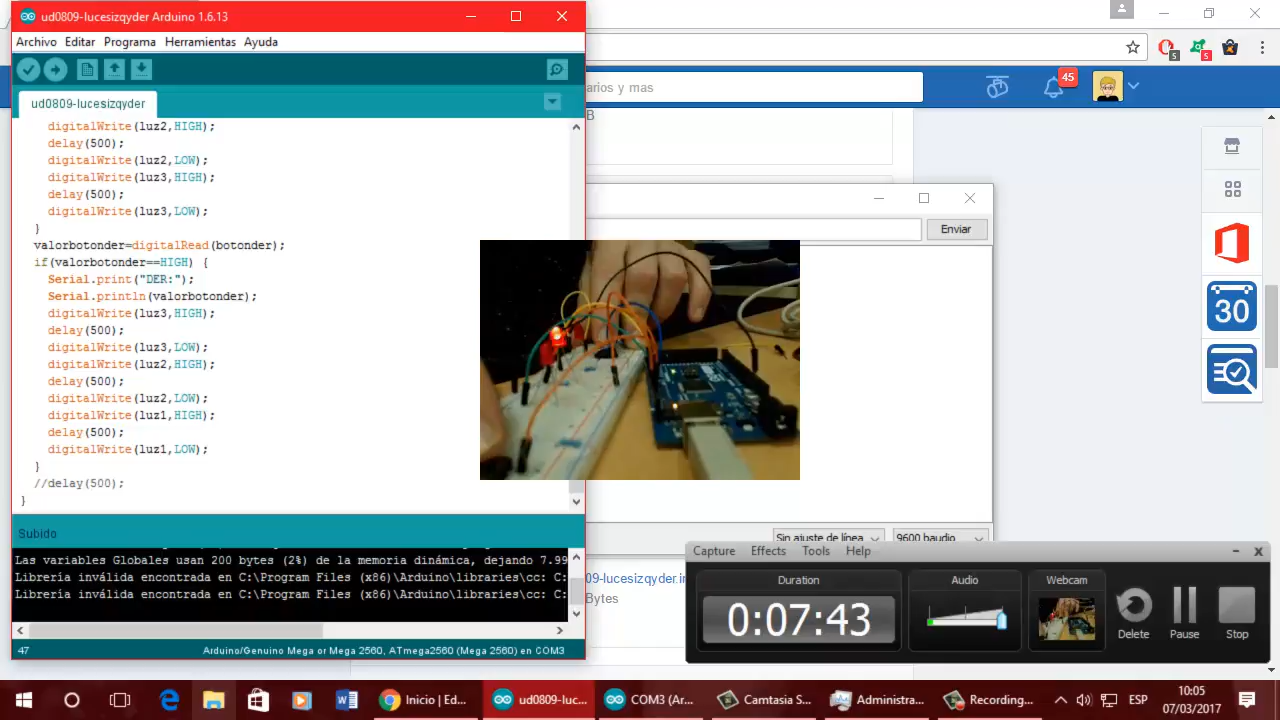 ud0809-lucesizqyder Arduino 1.6.13
Archivo Editar Programa Herramientas Ayuda
ud0809-lucesizqyder
digitalWrite(luz2,HIGH);
delay(500);
digitalWrite(luz2,LOW);
digitalWrite(luz3,HIGH);
delay(500);
digitalWrite(luz3,LOW);
}
valorbotonder=digitalRead(botonder);
if(valorbotonder==HIGH) {
Serial.print("DER:");
Serial.println(valorbotonder);
digitalWrite(luz3,HIGH);
delay(500);
digitalWrite(luz3,LOW);
digitalWrite(luz2,HIGH);
delay(500);
digitalWrite(luz2,LOW);
digitalWrite(luz1,HIGH);
delay(500);
digitalWrite(luz1,LOW);
}
//delay(500);
}
Subido
Las variables Globales usan 200 bytes (2%) de la memoria dinámica, dejando 7.99
Librería inválida encontrada en C:\Program Files (x86)\Arduino\libraries\cc: C:
Librería inválida encontrada en C:\Program Files (x86)\Arduino\libraries\cc: C:
47
Arduino/Genuino Mega or Mega 2560, ATmega2560 (Mega 2560) en COM3
5
5
arios y mas
45
B
Enviar
30
Sin ajuste de línea
9600 baudio
09-lucesizqyder.in
Bytes
Capture Effects Tools Help
Duration
0:07:43
Audio
Webcam
Delete
Pause
Stop
Inicio | Ed...
ud0809-luc...
COM3 (Ar...
Camtasia S...
Administra...
Recording...
ESP
10:05
07/03/2017